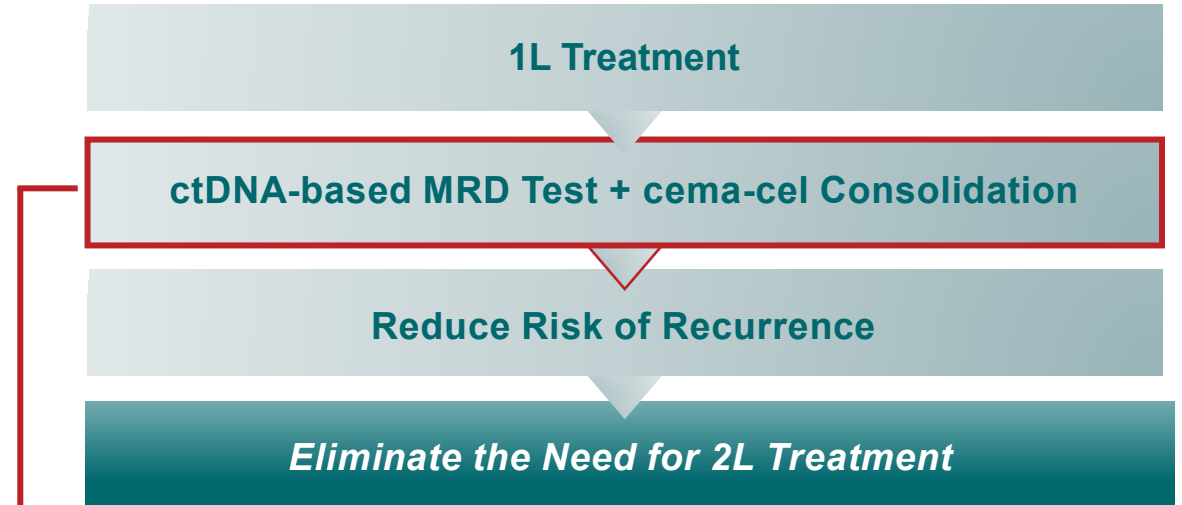 1L Treatment
ctDNA-based MRD Test + cema-cel Consolidation
Reduce Risk of Recurrence
Eliminate the Need for 2L Treatment